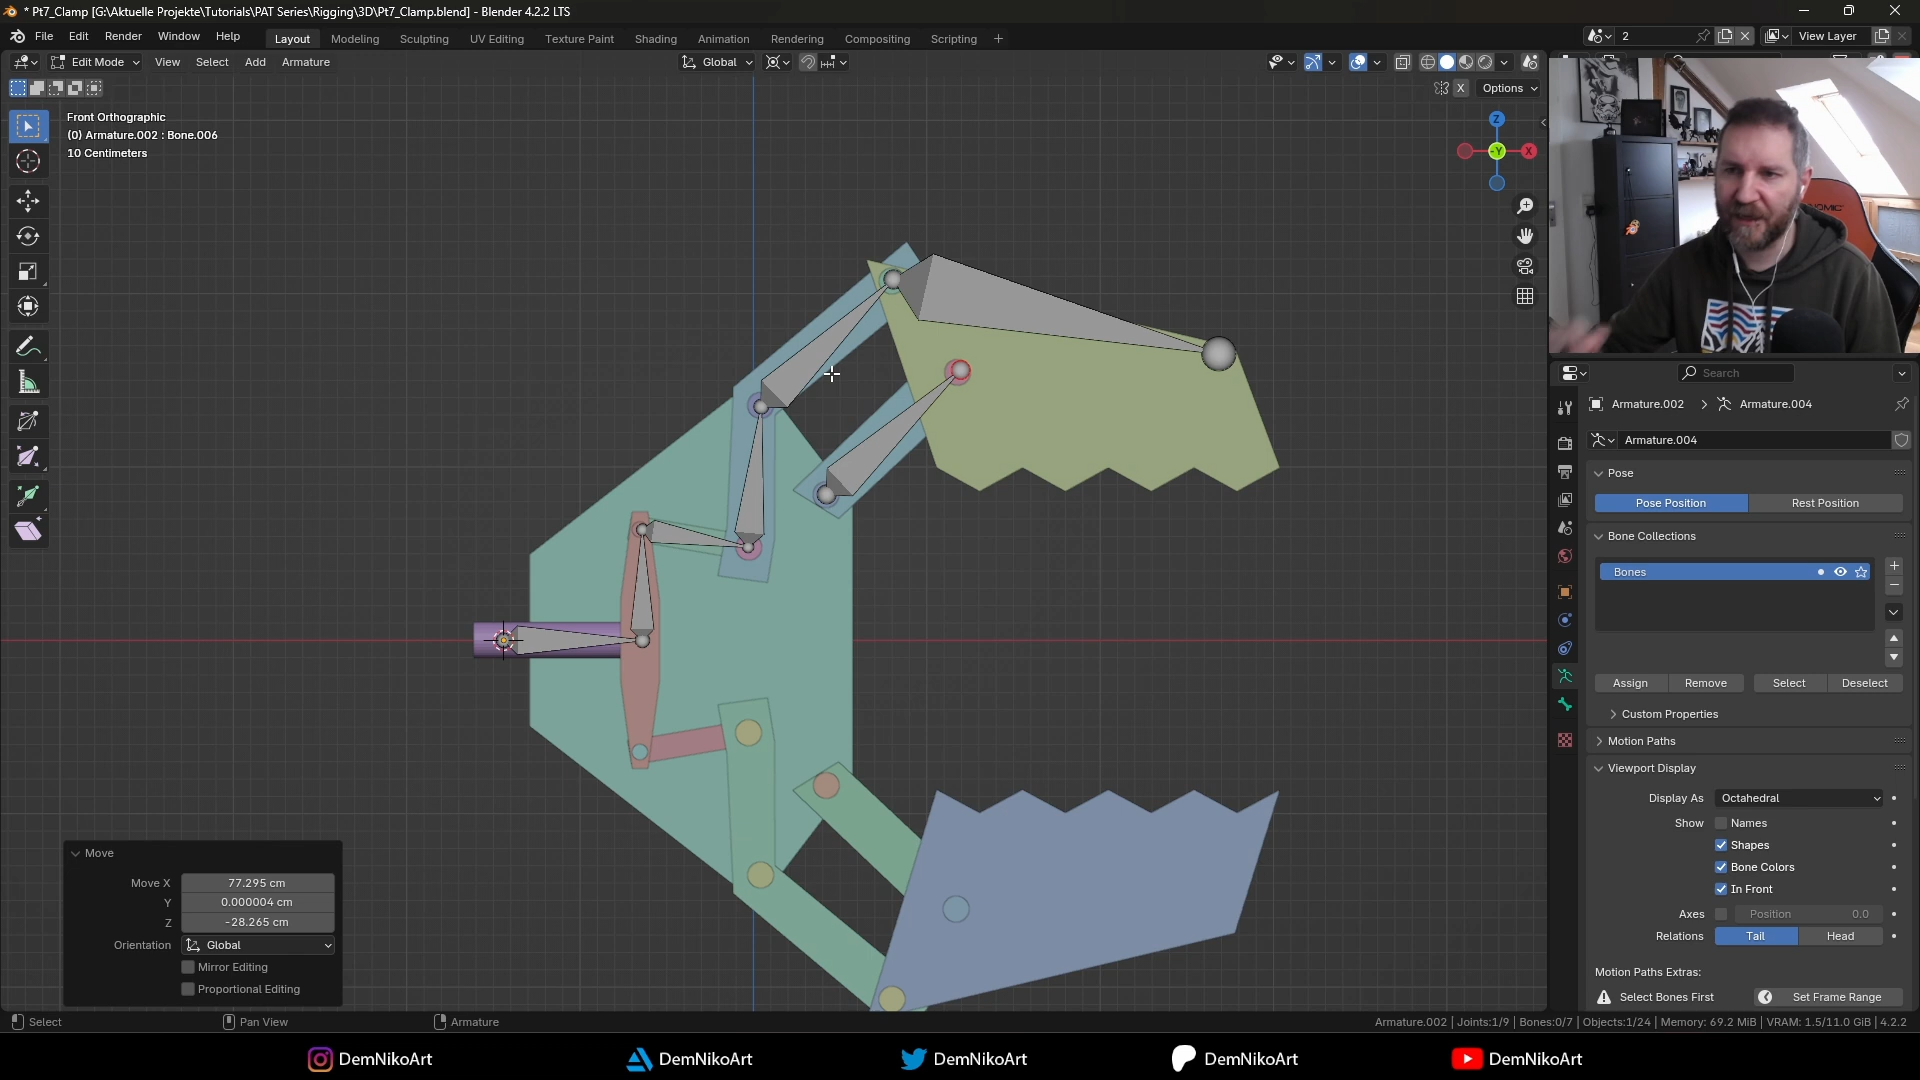 * Pt7_Clamp [G:\Aktuelle Projekte\Tutorials\PAT Series\Rigging\3D\Pt7_Clamp.blend] - Blender 4.2.2 LTS
File Edit Render Window Help Layout Modeling Sculpting UV Editing Texture Paint Shading Animation Rendering Compositing Scripting + 2 View Layer
Edit Mode View Select Add Armature Global
X Options
Front Orthographic
(0) Armature.002 : Bone.006
10 Centimeters
Z
-Y X
Search
Armature.002 > Armature.004
Armature.004
Pose
Pose Position Rest Position
Bone Collections
Bones
Assign Remove Select Deselect
Custom Properties
Motion Paths
Viewport Display
Display As Octahedral
Show Names
Shapes
Bone Colors
In Front
Axes Position 0.0
Relations Tail Head
Motion Paths Extras:
Select Bones First Set Frame Range
Move
Move X 77.295 cm
Y 0.000004 cm
Z -28.265 cm
Orientation Global
Mirror Editing
Proportional Editing
Select Pan View Armature Armature.002 | Joints:1/9 | Bones:0/7 | Objects:1/24 | Memory: 69.2 MiB | VRAM: 1.5/11.0 GiB | 4.2.2
DemNikoArt DemNikoArt DemNikoArt DemNikoArt DemNikoArt